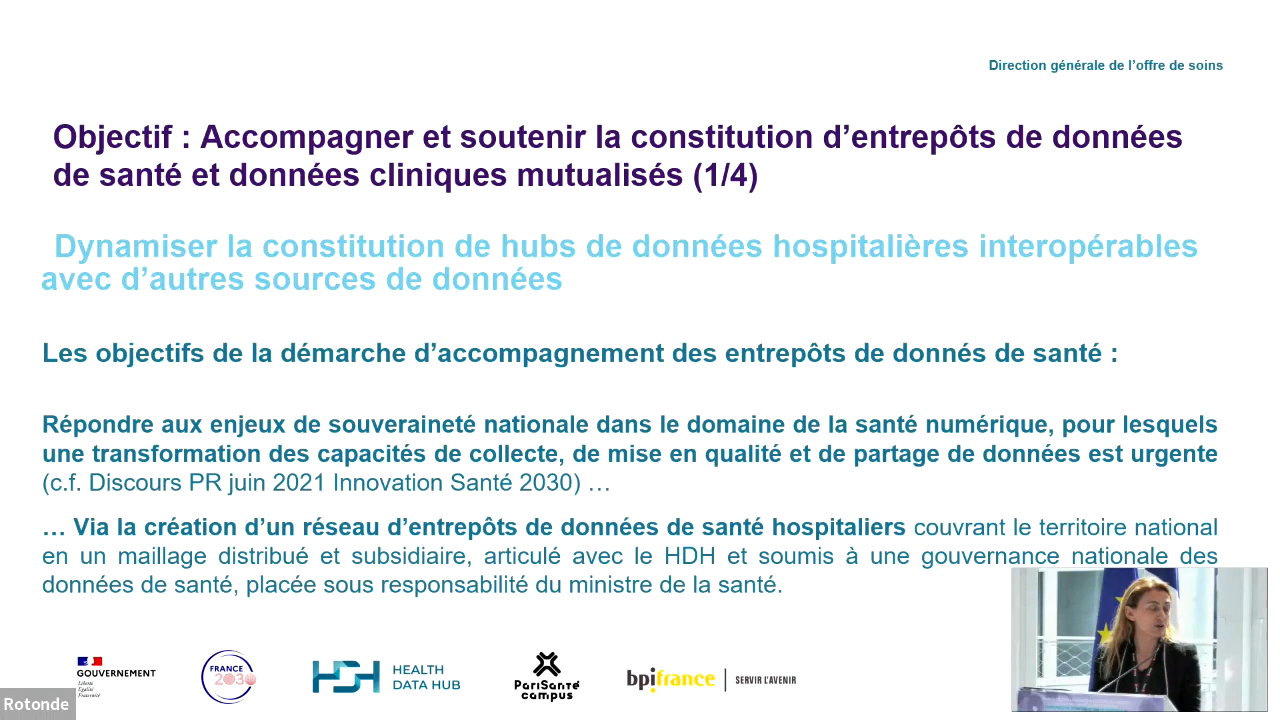 Direction générale de l’offre de soins
Objectif : Accompagner et soutenir la constitution d’entrepôts de données
de santé et données cliniques mutualisés (1/4)
Dynamiser la constitution de hubs de données hospitalières interopérables
avec d’autres sources de données
Les objectifs de la démarche d’accompagnement des entrepôts de donnés de santé :
Répondre aux enjeux de souveraineté nationale dans le domaine de la santé numérique, pour lesquels
une transformation des capacités de collecte, de mise en qualité et de partage de données est urgente
(c.f. Discours PR juin 2021 Innovation Santé 2030) …
… Via la création d’un réseau d’entrepôts de données de santé hospitaliers couvrant le territoire national
en un maillage distribué et subsidiaire, articulé avec le HDH et soumis à une gouvernance nationale des
données de santé, placée sous responsabilité du ministre de la santé.
GOUVERNEMENT
Liberté
Égalité
Fraternité
FRANCE
2030
HDH
HEALTH
DATA HUB
PariSanté
campus
bpifrance
SERVIR L’AVENIR
Rotonde